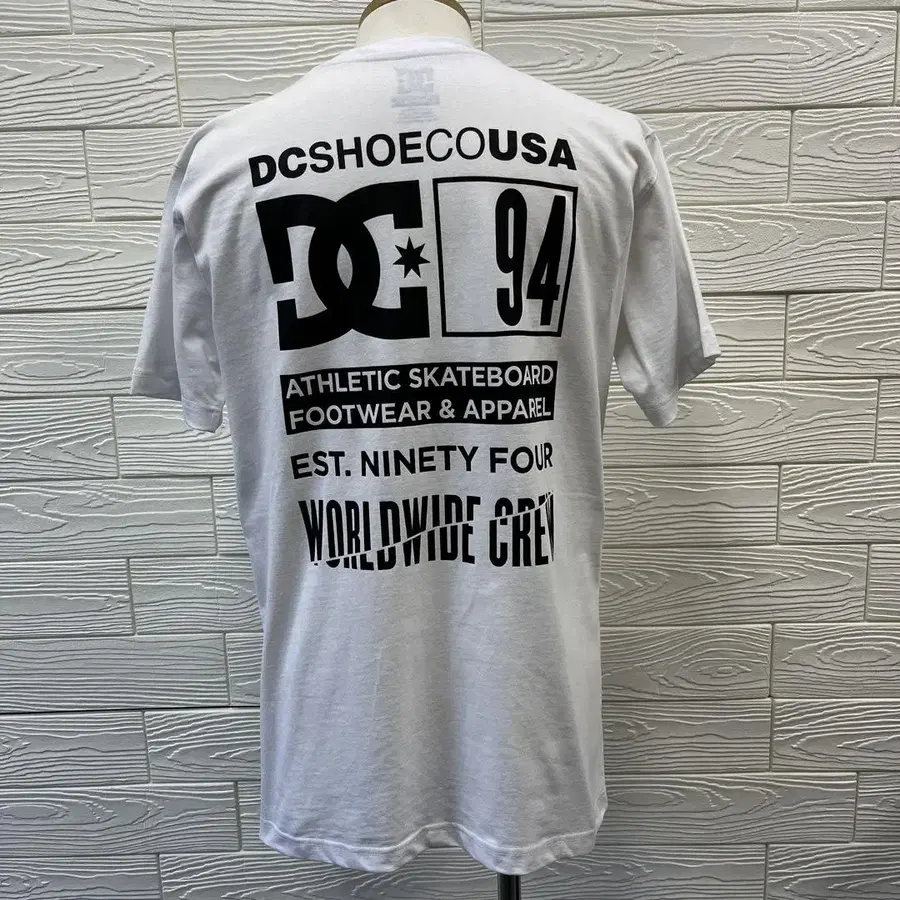 DCSHOECOUSA
DC 94
ATHLETIC SKATEBOARD
FOOTWEAR & APPAREL
EST. NINETY FOUR
WORLDWIDE CREW